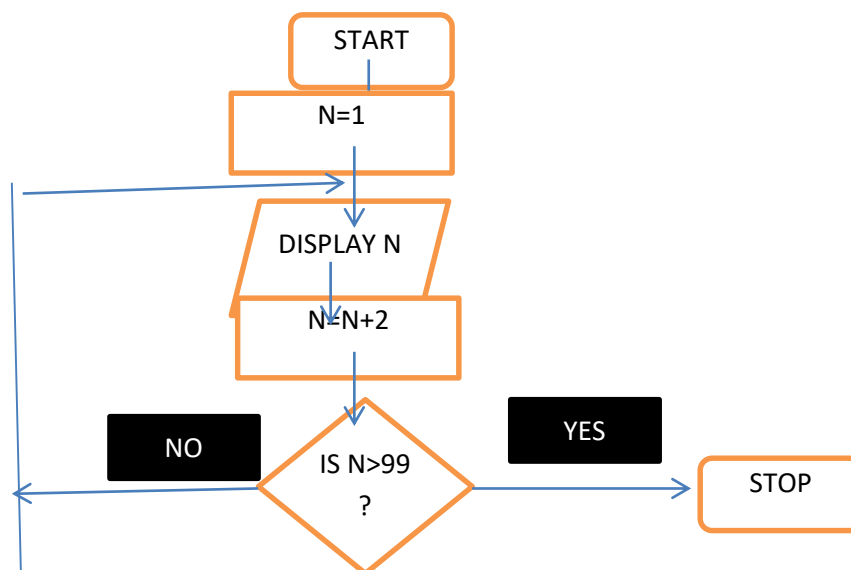 START
N=1
DISPLAY N
N=N+2
NO
YES
IS N>99
?
STOP